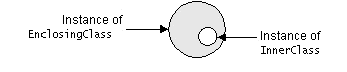 Instance of
EnclosingClass
Instance of
InnerClass